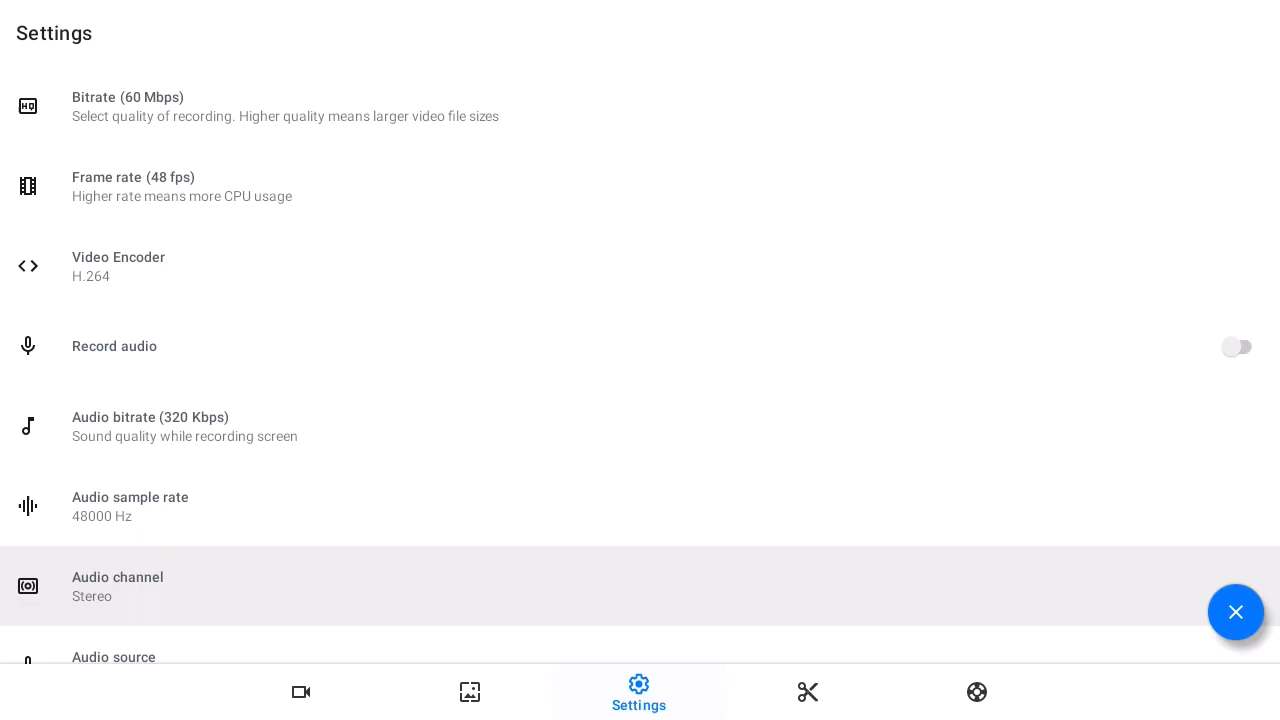 Settings
Bitrate (60 Mbps)
Select quality of recording. Higher quality means larger video file sizes
Frame rate (48 fps)
Higher rate means more CPU usage
Video Encoder
H.264
Record audio
Audio bitrate (320 Kbps)
Sound quality while recording screen
Audio sample rate
48000 Hz
Audio channel
Stereo
Audio source
Settings